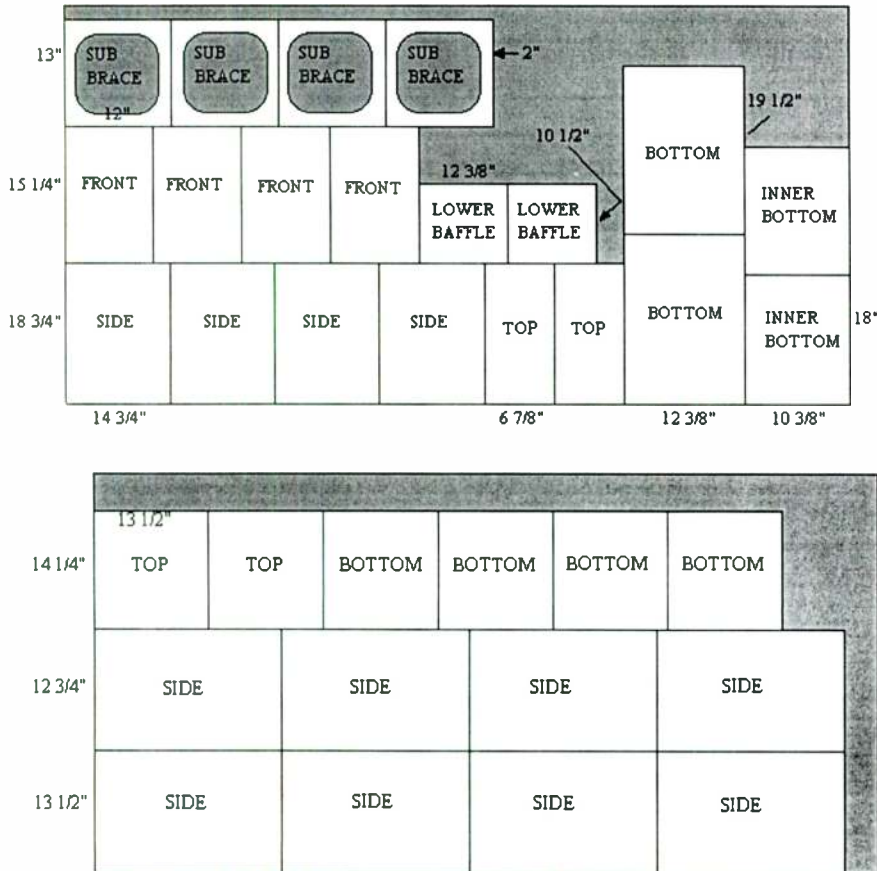 13"
SUB BRACE
SUB BRACE
SUB BRACE
SUB BRACE
2"
12"
19 1/2"
10 1/2"
BOTTOM
15 1/4"
FRONT
FRONT
FRONT
FRONT
12 3/8"
LOWER BAFFLE
LOWER BAFFLE
INNER BOTTOM
18 3/4"
SIDE
SIDE
SIDE
SIDE
TOP
TOP
BOTTOM
INNER BOTTOM
18"
14 3/4"
6 7/8"
12 3/8"
10 3/8"
13 1/2"
14 1/4"
TOP
TOP
BOTTOM
BOTTOM
BOTTOM
BOTTOM
12 3/4"
SIDE
SIDE
SIDE
SIDE
13 1/2"
SIDE
SIDE
SIDE
SIDE